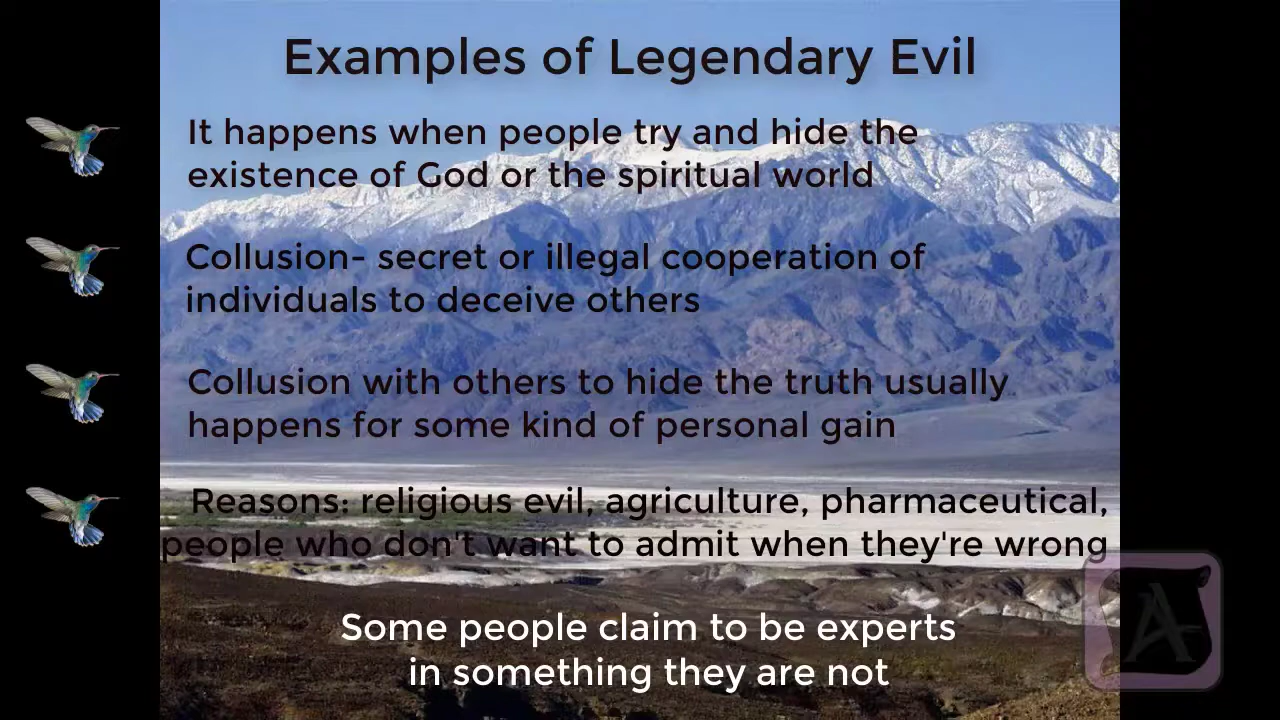 Examples of Legendary Evil
It happens when people try and hide the
existence of God or the spiritual world
Collusion- secret or illegal cooperation of
individuals to deceive others
Collusion with others to hide the truth usually
happens for some kind of personal gain
Reasons: religious evil, agriculture, pharmaceutical,
people who don't want to admit when they're wrong
Some people claim to be experts
in something they are not
A